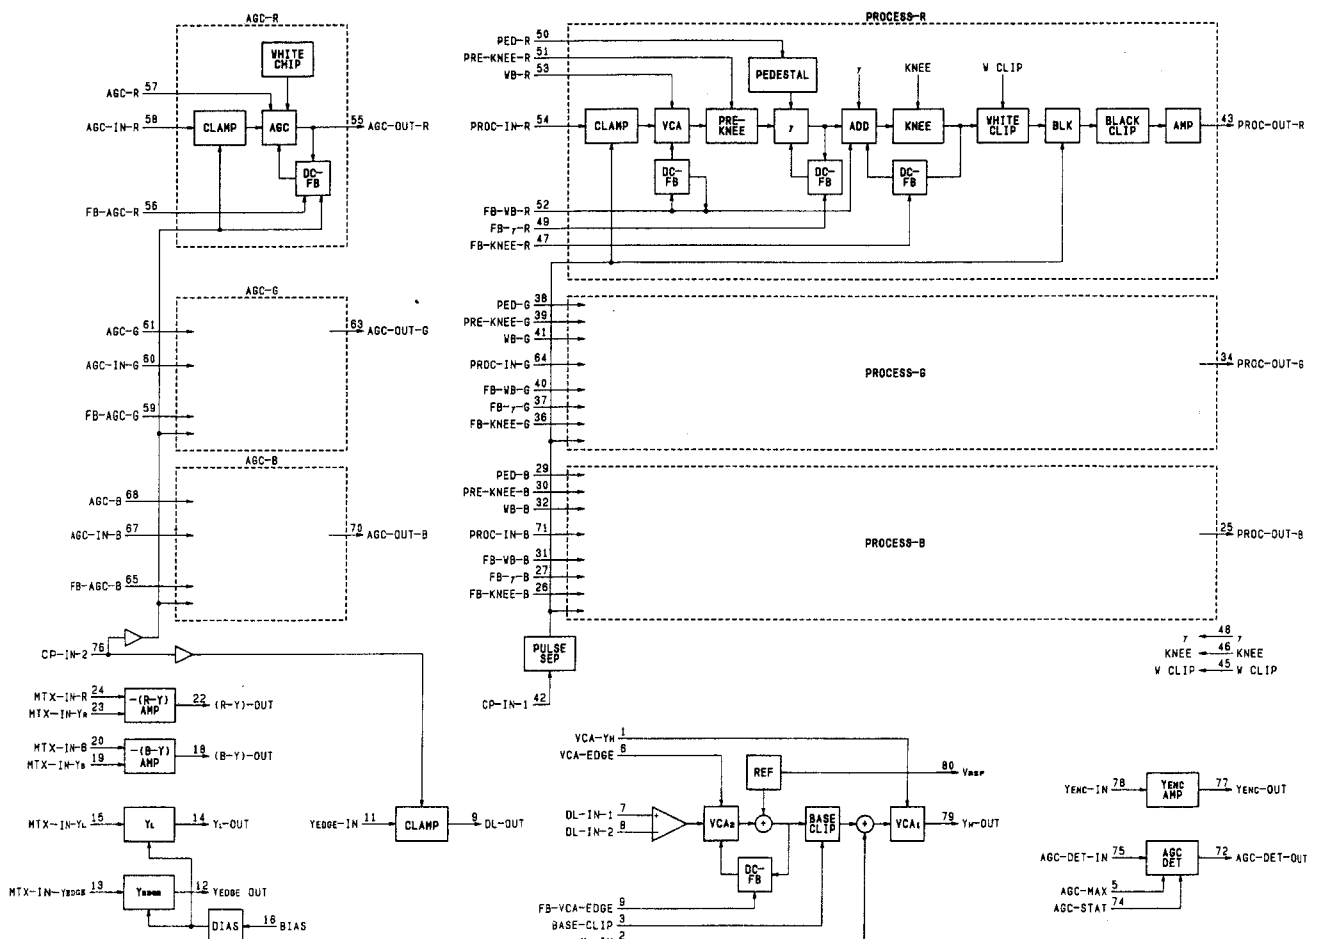 AGC-R
WHITE
CHIP
AGC-R 57
AGC-IN-R 58
CLAMP
AGC
55 AGC-OUT-R
DC-
FB
FB-AGC-R 56
AGC-G
AGC-G 61
63 AGC-OUT-G
AGC-IN-G 60
FB-AGC-G 59
AGC-B
AGC-B 68
AGC-IN-B 67
70 AGC-OUT-B
FB-AGC-B 65
CP-IN-2 76
PROCESS-R
PED-R 50
PRE-KNEE-R 51
WB-R 53
PEDESTAL
γ
KNEE
W CLIP
PROC-IN-R 54
CLAMP
VCA
PRE-
KNEE
γ
ADD
KNEE
WHITE
CLIP
BLK
BLACK
CLIP
AMP
43 PROC-OUT-R
DC-
FB
DC-
FB
DC-
FB
FB-WB-R 52
FB-γ-R 49
FB-KNEE-R 47
PED-G 38
PRE-KNEE-G 39
WB-G 41
PROC-IN-G 64
FB-WB-G 40
FB-γ-G 37
FB-KNEE-G 36
PROCESS-G
34 PROC-OUT-G
PED-B 29
PRE-KNEE-B 30
WB-B 32
PROC-IN-B 71
FB-WB-B 31
FB-γ-B 27
FB-KNEE-B 26
PROCESS-B
25 PROC-OUT-B
PULSE
SEP
CP-IN-1 42
γ 48 γ
KNEE 46 KNEE
W CLIP 45 W CLIP
MTX-IN-R 24
MTX-IN-YR 23
-(R-Y)
AMP
22 (R-Y)-OUT
MTX-IN-B 20
MTX-IN-YB 19
-(B-Y)
AMP
18 (B-Y)-OUT
MTX-IN-YL 15
YL
14 YL-OUT
MTX-IN-YEDGE 13
YEDGE
12 YEDGE OUT
DIAS
16 BIAS
YEDGE-IN 11
CLAMP
9 DL-OUT
VCA-YH 1
VCA-EDGE 6
REF
80 VREF
DL-IN-1 7
DL-IN-2 8
VCA2
BASE
CLIP
VCA1
79 YH-OUT
DC-
FB
FB-VCA-EDGE 9
BASE-CLIP 3
2
YENC-IN 78
YENC
AMP
77 YENC-OUT
AGC-DET-IN 75
AGC
DET
72 AGC-DET-OUT
AGC-MAX 5
AGC-STAT 74